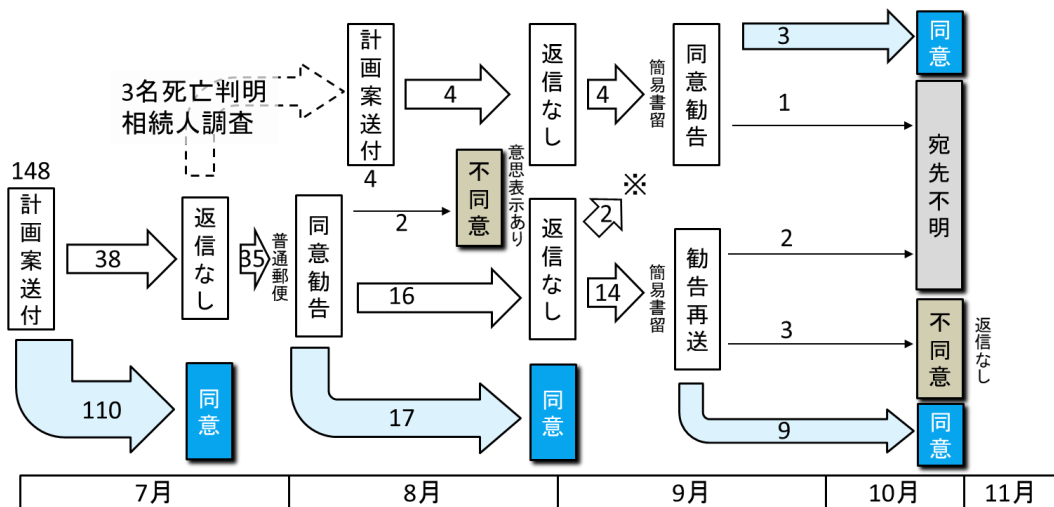 3名死亡判明
相続人調査
148
計画案送付
38
返信なし
35
普通郵便
110
同意
同意勧告
計画案送付
4
4
返信なし
4
簡易書留
同意勧告
3
同意
1
宛先不明
2
不同意
意思表示あり
16
返信なし
2
※
14
簡易書留
勧告再送
2
3
不同意
返信なし
17
同意
9
同意
7月
8月
9月
10月
11月